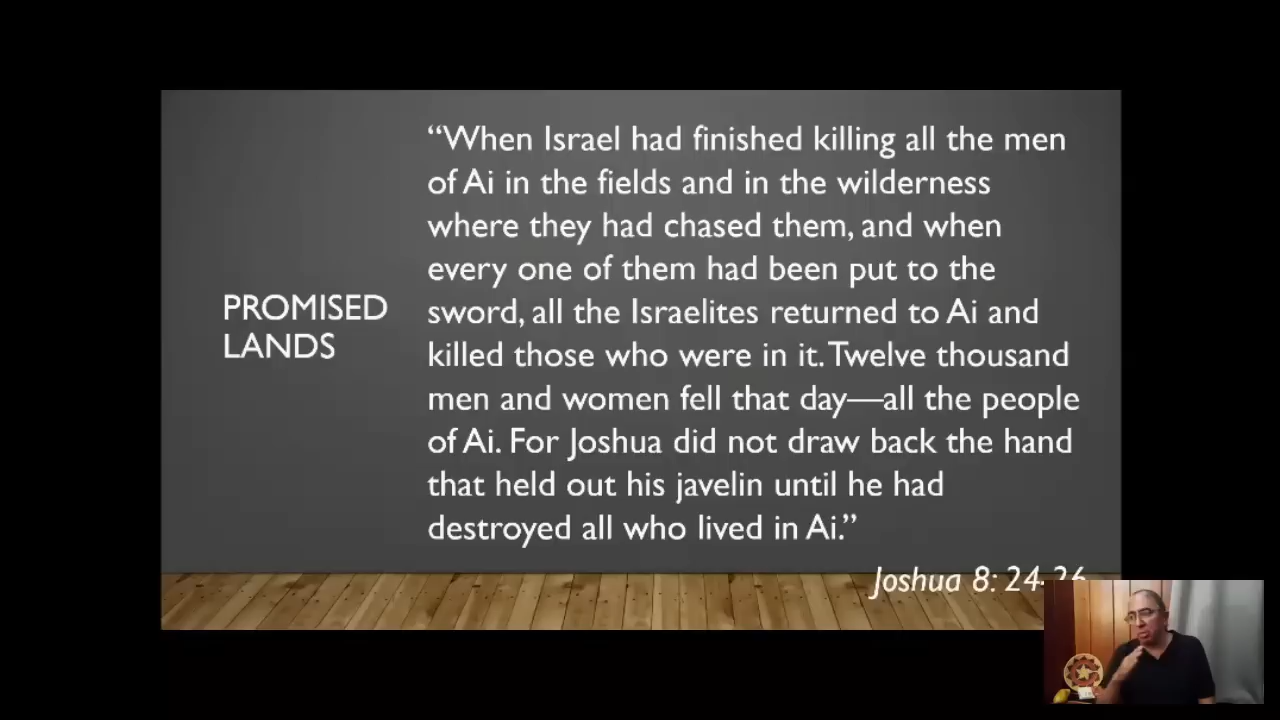 PROMISED
LANDS
“When Israel had finished killing all the men
of Ai in the fields and in the wilderness
where they had chased them, and when
every one of them had been put to the
sword, all the Israelites returned to Ai and
killed those who were in it. Twelve thousand
men and women fell that day—all the people
of Ai. For Joshua did not draw back the hand
that held out his javelin until he had
destroyed all who lived in Ai.”
Joshua 8: 24-26